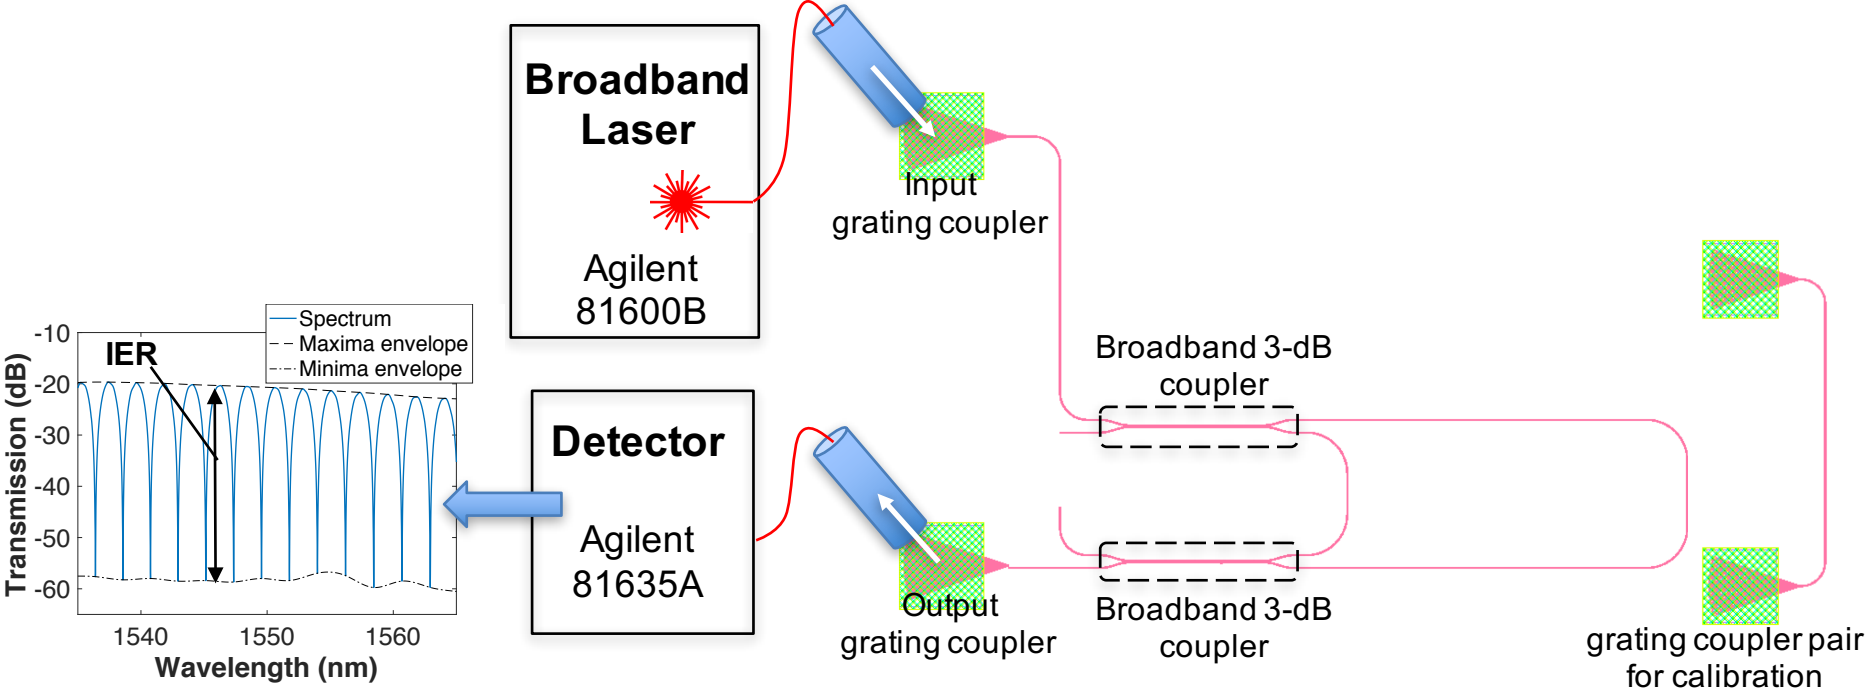 Broadband
Laser
Agilent
81600B
Input
grating coupler
Broadband 3-dB
coupler
Spectrum
Maxima envelope
Minima envelope
IER
-10
-20
-30
-40
-50
-60
Transmission (dB)
1540
1550
1560
Wavelength (nm)
Detector
Agilent
81635A
Output
grating coupler
Broadband 3-dB
coupler
grating coupler pair
for calibration